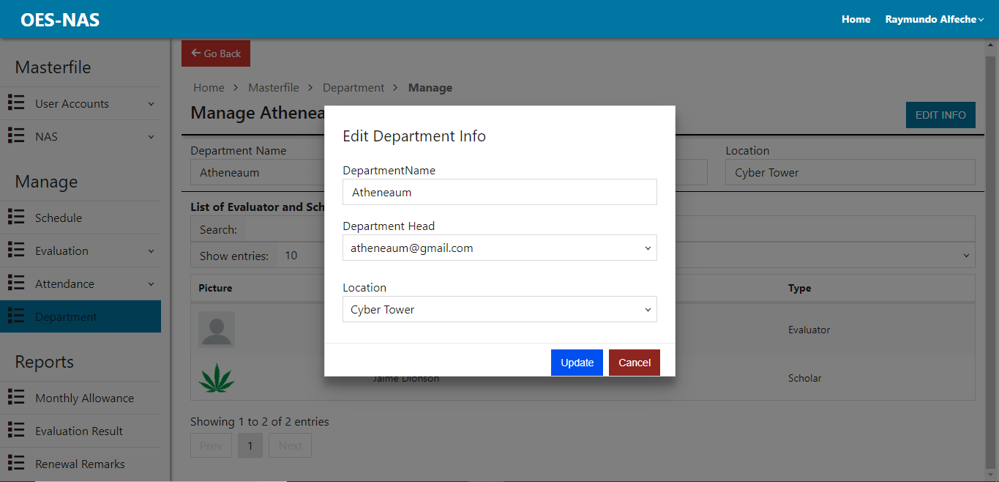 OES-NAS
Home
Raymundo Alfeche
Masterfile
User Accounts
NAS
Manage
Schedule
Evaluation
Attendance
Department
Reports
Monthly Allowance
Evaluation Result
Renewal Remarks
Go Back
Home > Masterfile > Department > Manage
Manage Athenea
EDIT INFO
Department Name
Location
Atheneaum
Cyber Tower
List of Evaluator and Sch
Search:
Show entries: 10
Picture
Type
Evaluator
Jaime Dionson
Scholar
Showing 1 to 2 of 2 entries
Prev 1 Next
Edit Department Info
DepartmentName
Atheneaum
Department Head
atheneaum@gmail.com
Location
Cyber Tower
Update
Cancel